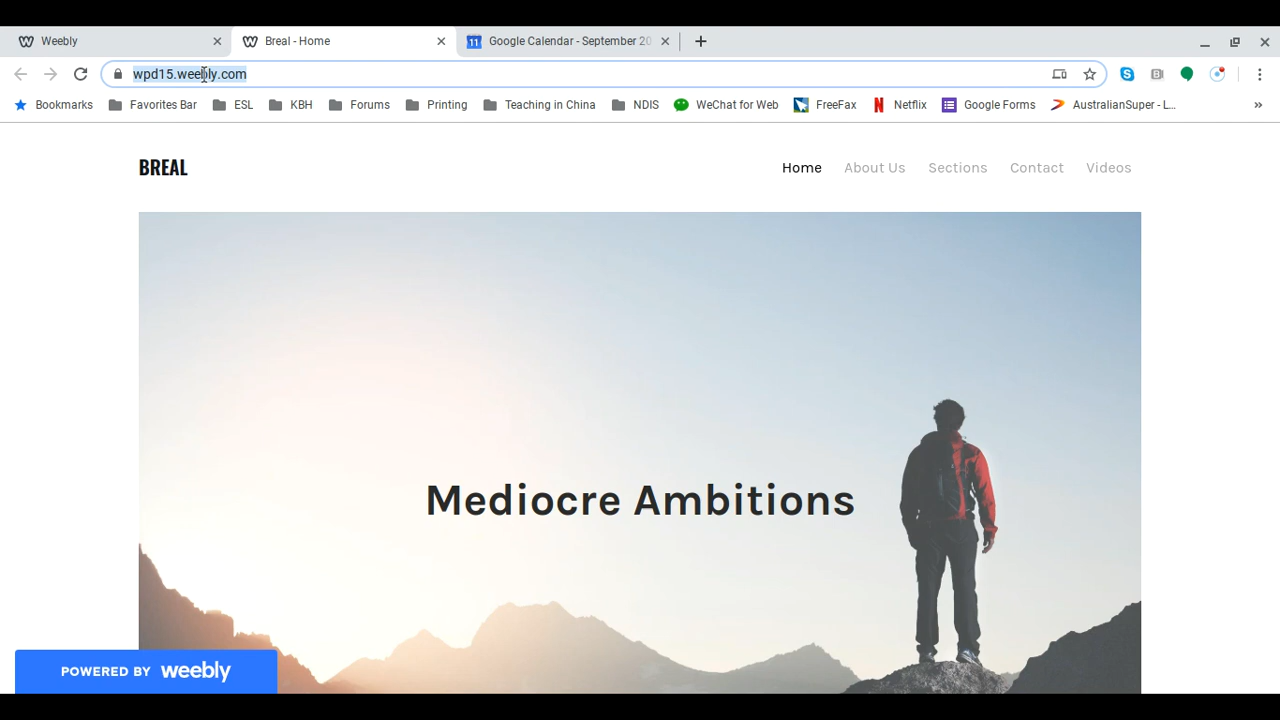 Weebly
Breal - Home
Google Calendar - September 20
wpd15.weebly.com
Bookmarks
Favorites Bar
ESL
KBH
Forums
Printing
Teaching in China
NDIS
WeChat for Web
FreeFax
Netflix
Google Forms
AustralianSuper - L...
BREAL
Home
About Us
Sections
Contact
Videos
Mediocre Ambitions
POWERED BY weebly